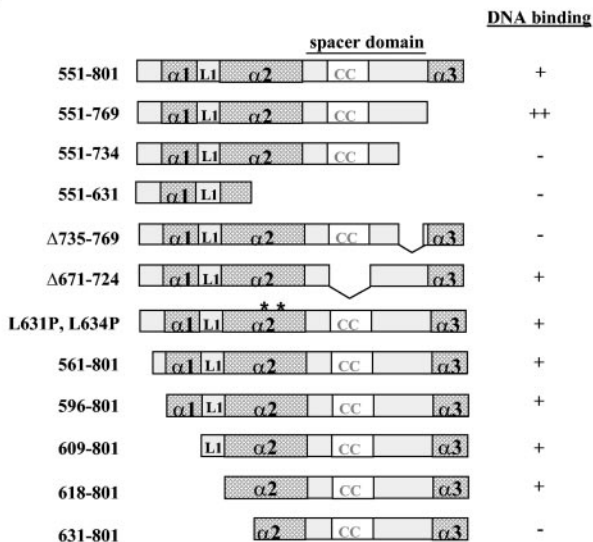 DNA binding
spacer domain
551-801 α1 L1 α2 CC α3 +
551-769 α1 L1 α2 CC ++
551-734 α1 L1 α2 CC -
551-631 α1 L1 -
Δ735-769 α1 L1 α2 CC α3 -
Δ671-724 α1 L1 α2 α3 +
* *
L631P, L634P α1 L1 α2 CC α3 +
561-801 α1 L1 α2 CC α3 +
596-801 α1 L1 α2 CC α3 +
609-801 L1 α2 CC α3 +
618-801 α2 CC α3 +
631-801 α2 CC α3 -